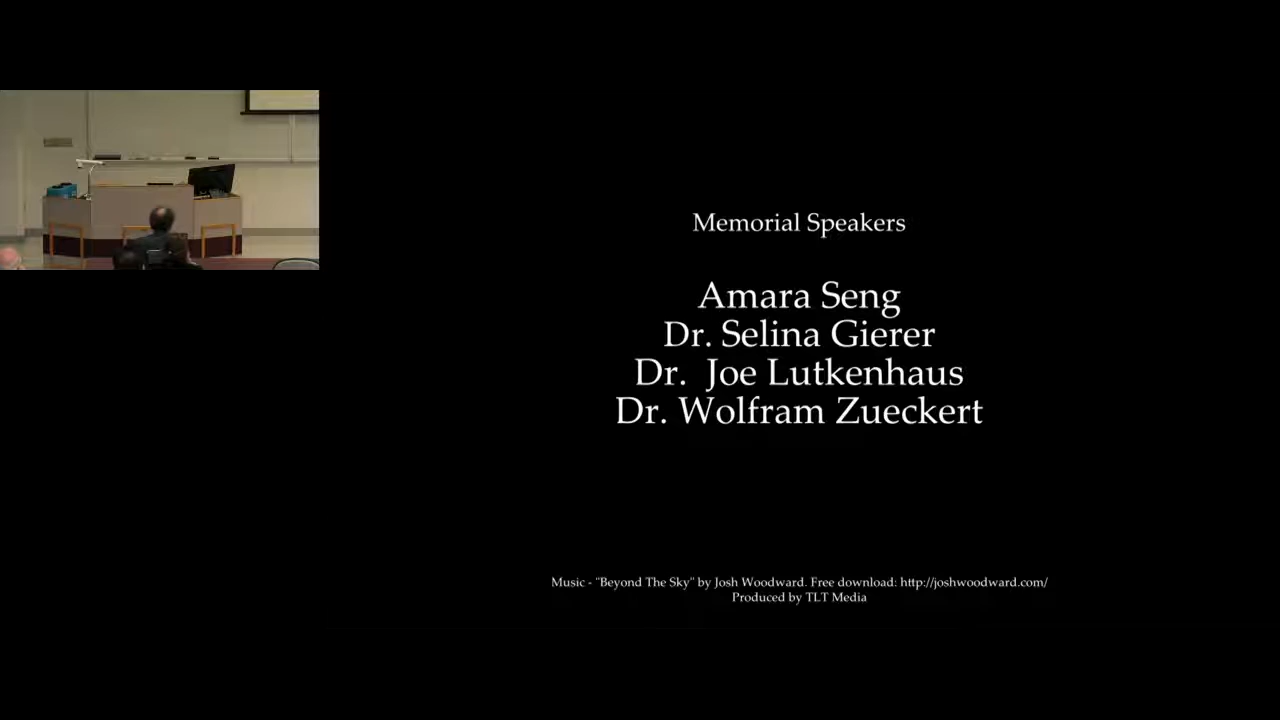 Memorial Speakers
Amara Seng
Dr. Selina Gierer
Dr. Joe Lutkenhaus
Dr. Wolfram Zueckert
Music - "Beyond The Sky" by Josh Woodward. Free download: http://joshwoodward.com/
Produced by TLT Media